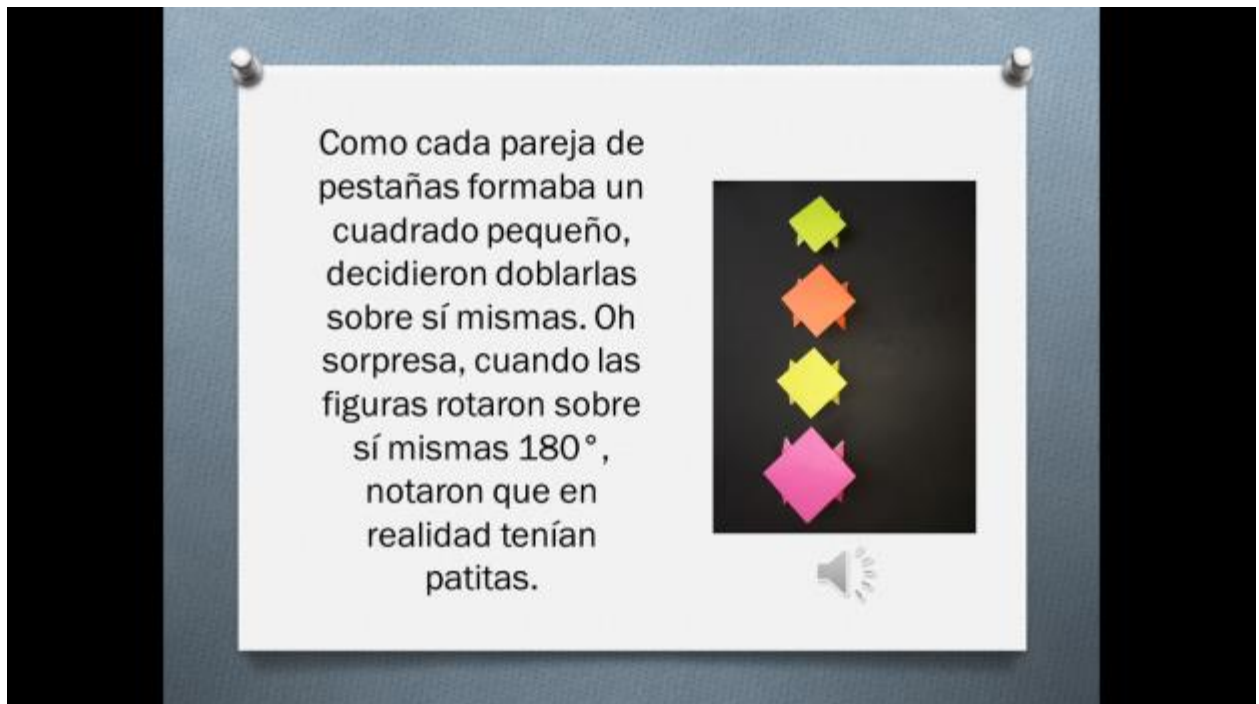 Como cada pareja de
pestañas formaba un
cuadrado pequeño,
decidieron doblarlas
sobre sí mismas. Oh
sorpresa, cuando las
figuras rotaron sobre
sí mismas 180°,
notaron que en
realidad tenían
patitas.